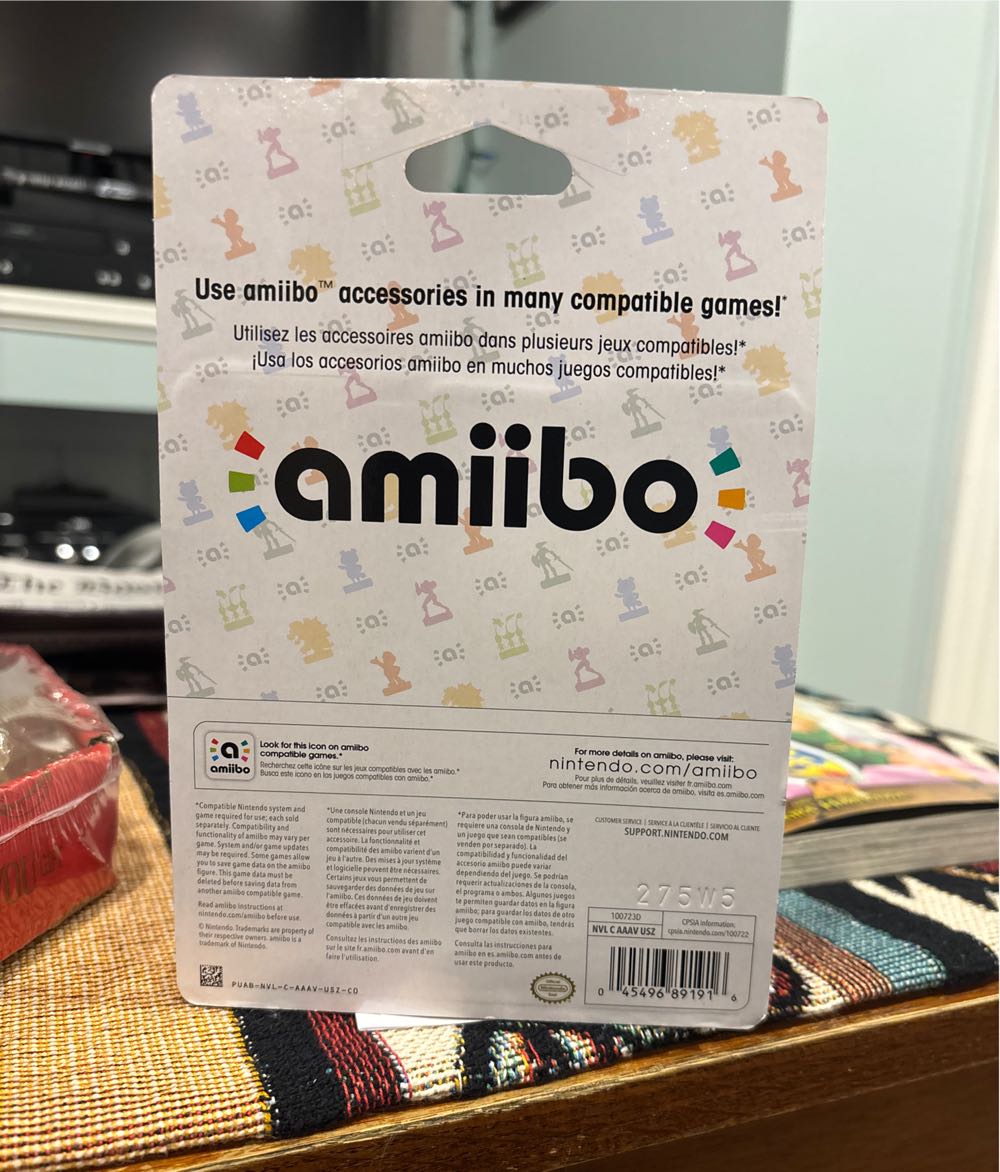 Use amiibo™ accessories in many compatible games!*
Utilisez les accessoires amiibo dans plusieurs jeux compatibles!*
¡Usa los accesorios amiibo en muchos juegos compatibles!*
amiibo
amiibo
Look for this icon on amiibo
compatible games.*
Recherchez cette icône sur les jeux compatibles avec les amiibo.*
Busca este icono en los juegos compatibles con amiibo.*
For more details on amiibo, please visit:
nintendo.com/amiibo
Pour plus de détails, veuillez visiter fr.amiibo.com
Para obtener más información acerca de amiibo, visita es.amiibo.com
*Compatible Nintendo system and
game required for use; each sold
separately. Compatibility and
functionality of amiibo may vary per
game. System and/or game updates
may be required. Some games allow
you to save game data on the amiibo
figure. This game data must be
deleted before saving data from
another amiibo compatible game.
Read amiibo instructions at
nintendo.com/amiibo before use.
© Nintendo. Trademarks are property of
their respective owners. amiibo is a
trademark of Nintendo.
PUAB-NVL-C-AAAV-USZ-C0
*Une console Nintendo et un jeu
compatible (chacun vendu séparément)
sont nécessaires pour utiliser cet
accessoire. La fonctionnalité et
compatibilité des amiibo varient d'un
jeu à l'autre. Des mises à jour système
et logicielle peuvent être nécessaires.
Certains jeux vous permettent de
sauvegarder des données de jeu sur
l'amiibo. Ces données de jeu doivent
être effacées avant d'enregistrer des
données à partir d'un autre jeu
compatible avec les amiibo.
Consultez les instructions des amiibo
sur le site fr.amiibo.com avant d'en
faire l'utilisation.
*Para poder usar la figura amiibo, se
requiere una consola de Nintendo y
un juego que sean compatibles (se
venden por separado). La
compatibilidad y funcionalidad del
accesorio amiibo puede variar
dependiendo del juego. Se podrían
requerir actualizaciones de la consola,
el programa o ambos. Algunos juegos
te permiten guardar datos en la figura
amiibo; para guardar los datos de otro
juego compatible con amiibo, tendrás
que borrar los datos existentes.
Consulta las instrucciones para
amiibo en es.amiibo.com antes de
usar este producto.
CUSTOMER SERVICE | SERVICE À LA CLIENTÈLE | SERVICIO AL CLIENTE
SUPPORT.NINTENDO.COM
275W5
100723D
NVL C AAAV USZ
CPSIA information:
cpsia.nintendo.com/100722
Official
Nintendo
Seal
0 45496 89191 6